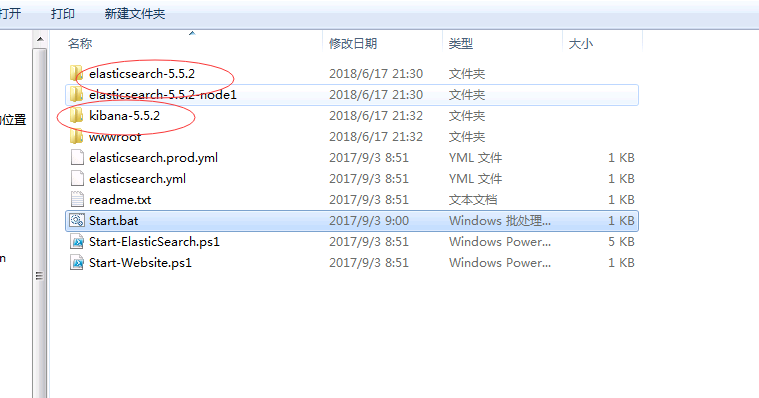 打开 打印 新建文件夹
名称 修改日期 类型 大小
elasticsearch-5.5.2 2018/6/17 21:30 文件夹
elasticsearch-5.5.2-node1 2018/6/17 21:30 文件夹
kibana-5.5.2 2018/6/17 21:32 文件夹
的位置
wwwroot 2018/6/17 21:32 文件夹
elasticsearch.prod.yml 2017/9/3 8:51 YML 文件 1 KB
elasticsearch.yml 2017/9/3 8:51 YML 文件 1 KB
readme.txt 2017/9/3 8:51 文本文档 1 KB
Start.bat 2017/9/3 9:00 Windows 批处理... 1 KB
Start-ElasticSearch.ps1 2017/9/3 8:51 Windows Power... 5 KB
n
Start-Website.ps1 2017/9/3 8:51 Windows Power... 1 KB